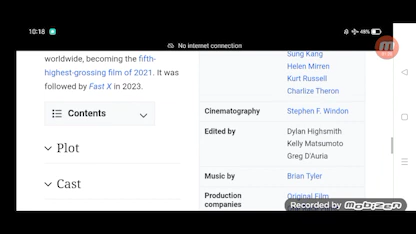 10:18
48%
No internet connection
worldwide, becoming the fifth-
highest-grossing film of 2021. It was
followed by Fast X in 2023.
Contents
Plot
Cast
Sung Kang
Helen Mirren
Kurt Russell
Charlize Theron
Cinematography Stephen F. Windon
Edited by Dylan Highsmith
Kelly Matsumoto
Greg D'Auria
Music by Brian Tyler
Production
companies
Original Film
Recorded by Mobizen